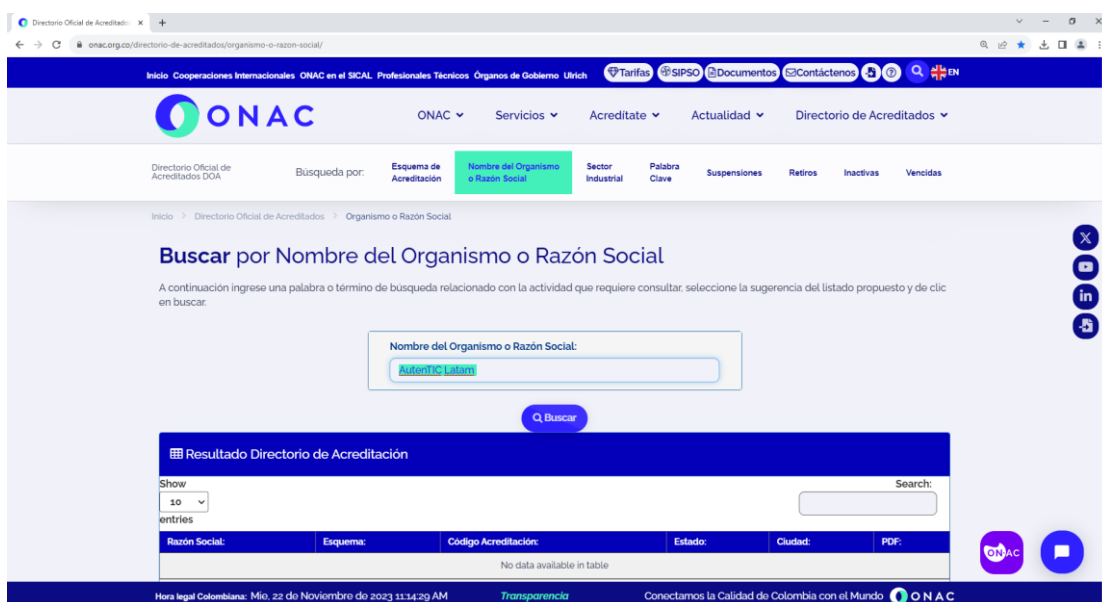 Directorio Oficial de Acreditado
onac.org.co/directorio-de-acreditados/organismo-o-razon-social/
Inicio Cooperaciones Internacionales ONAC en el SICAL Profesionales Técnicos Órganos de Gobierno Ulrich Tarifas SIPSO Documentos Contáctenos EN
ONAC ONAC Servicios Acredítate Actualidad Directorio de Acreditados
Directorio Oficial de
Acreditados DOA
Búsqueda por:
Esquema de
Acreditación
Nombre del Organismo
o Razón Social
Sector
Industrial
Palabra
Clave
Suspensiones
Retiros
Inactivas
Vencidas
Inicio > Directorio Oficial de Acreditados > Organismo o Razón Social
Buscar por Nombre del Organismo o Razón Social
A continuación ingrese una palabra o término de búsqueda relacionado con la actividad que requiere consultar, seleccione la sugerencia del listado propuesto y de clic
en buscar.
Nombre del Organismo o Razón Social:
AutenTIC Latam
Buscar
Resultado Directorio de Acreditación
Show
10
entries
Search:
Razón Social: Esquema: Código Acreditación: Estado: Ciudad: PDF:
No data available in table
ONAC
Hora legal Colombiana: Mie, 22 de Noviembre de 2023 11:14:29 AM Transparencia Conectamos la Calidad de Colombia con el Mundo ONAC